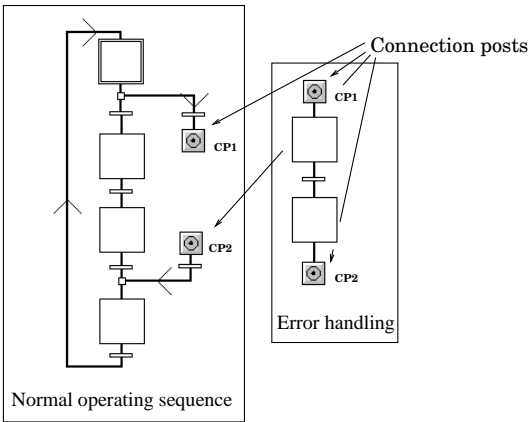 Connection posts
CP1
CP1
CP2
CP2
Error handling
Normal operating sequence